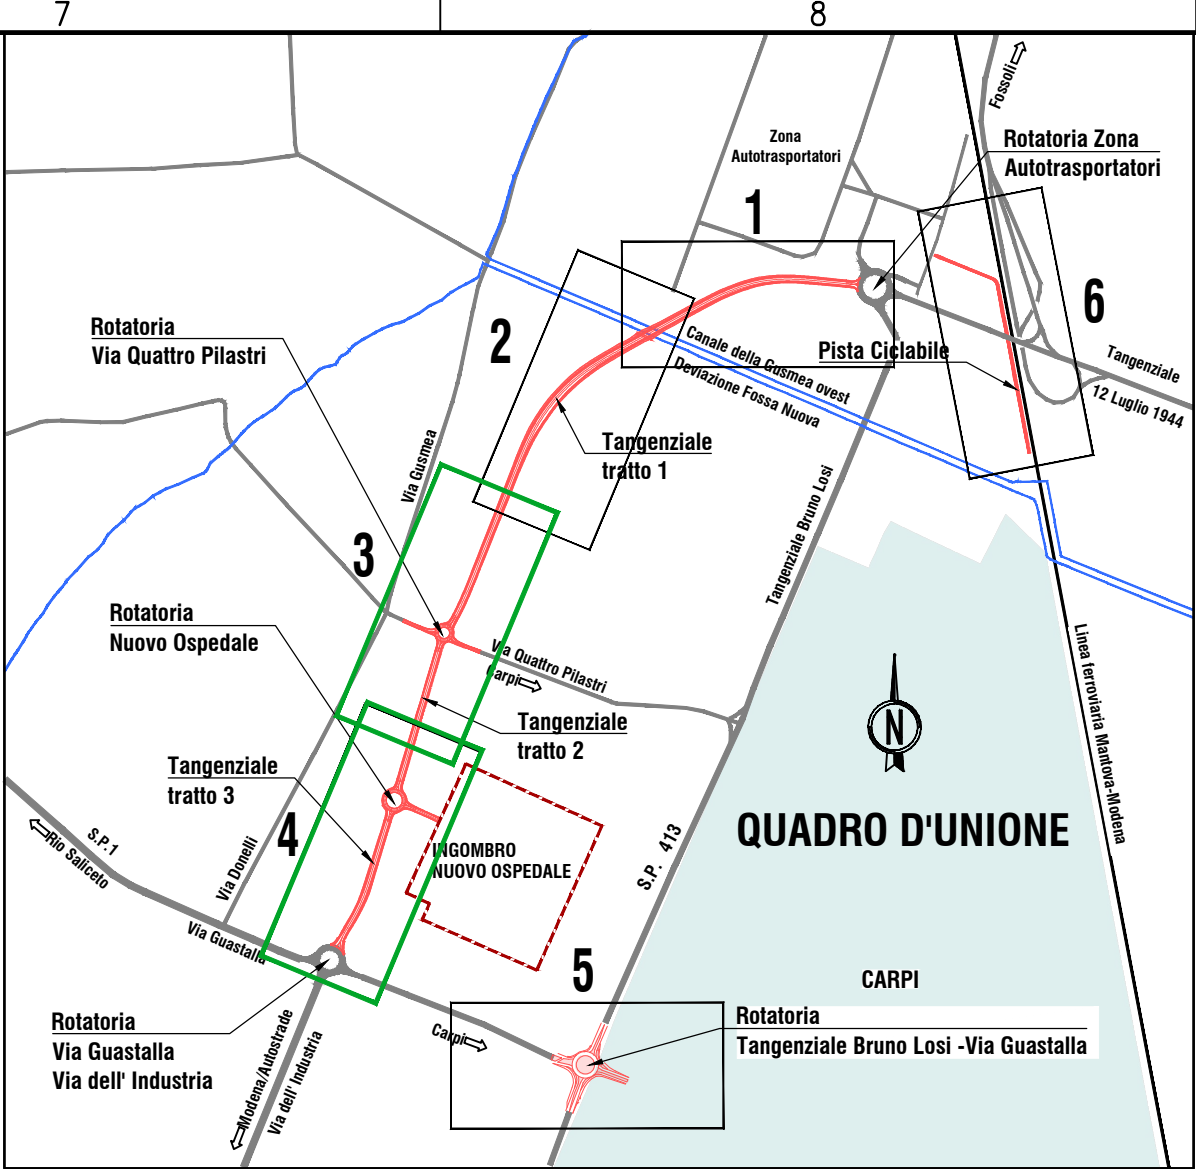 7
8
Fossoli
Zona
Autotrasportatori
Rotatoria Zona
Autotrasportatori
1
6
2
Rotatoria
Via Quattro Pilastri
Canale della Gusmea ovest
Deviazione Fossa Nuova
Pista Ciclabile
Tangenziale
12 Luglio 1944
Tangenziale
tratto 1
Via Gusmea
Tangenziale Bruno Losi
3
Rotatoria
Nuovo Ospedale
Via Quattro Pilastri
Carpi
Linea ferroviaria Mantova-Modena
Tangenziale
tratto 2
N
Tangenziale
tratto 3
4
S.P.1
Rio Saliceto
Via Donelli
INGOMBRO
NUOVO OSPEDALE
S.P. 413
QUADRO D'UNIONE
Via Guastalla
5
CARPI
Rotatoria
Via Guastalla
Via dell' Industria
Modena/Autostrade
Via dell' Industria
Carpi
Rotatoria
Tangenziale Bruno Losi -Via Guastalla